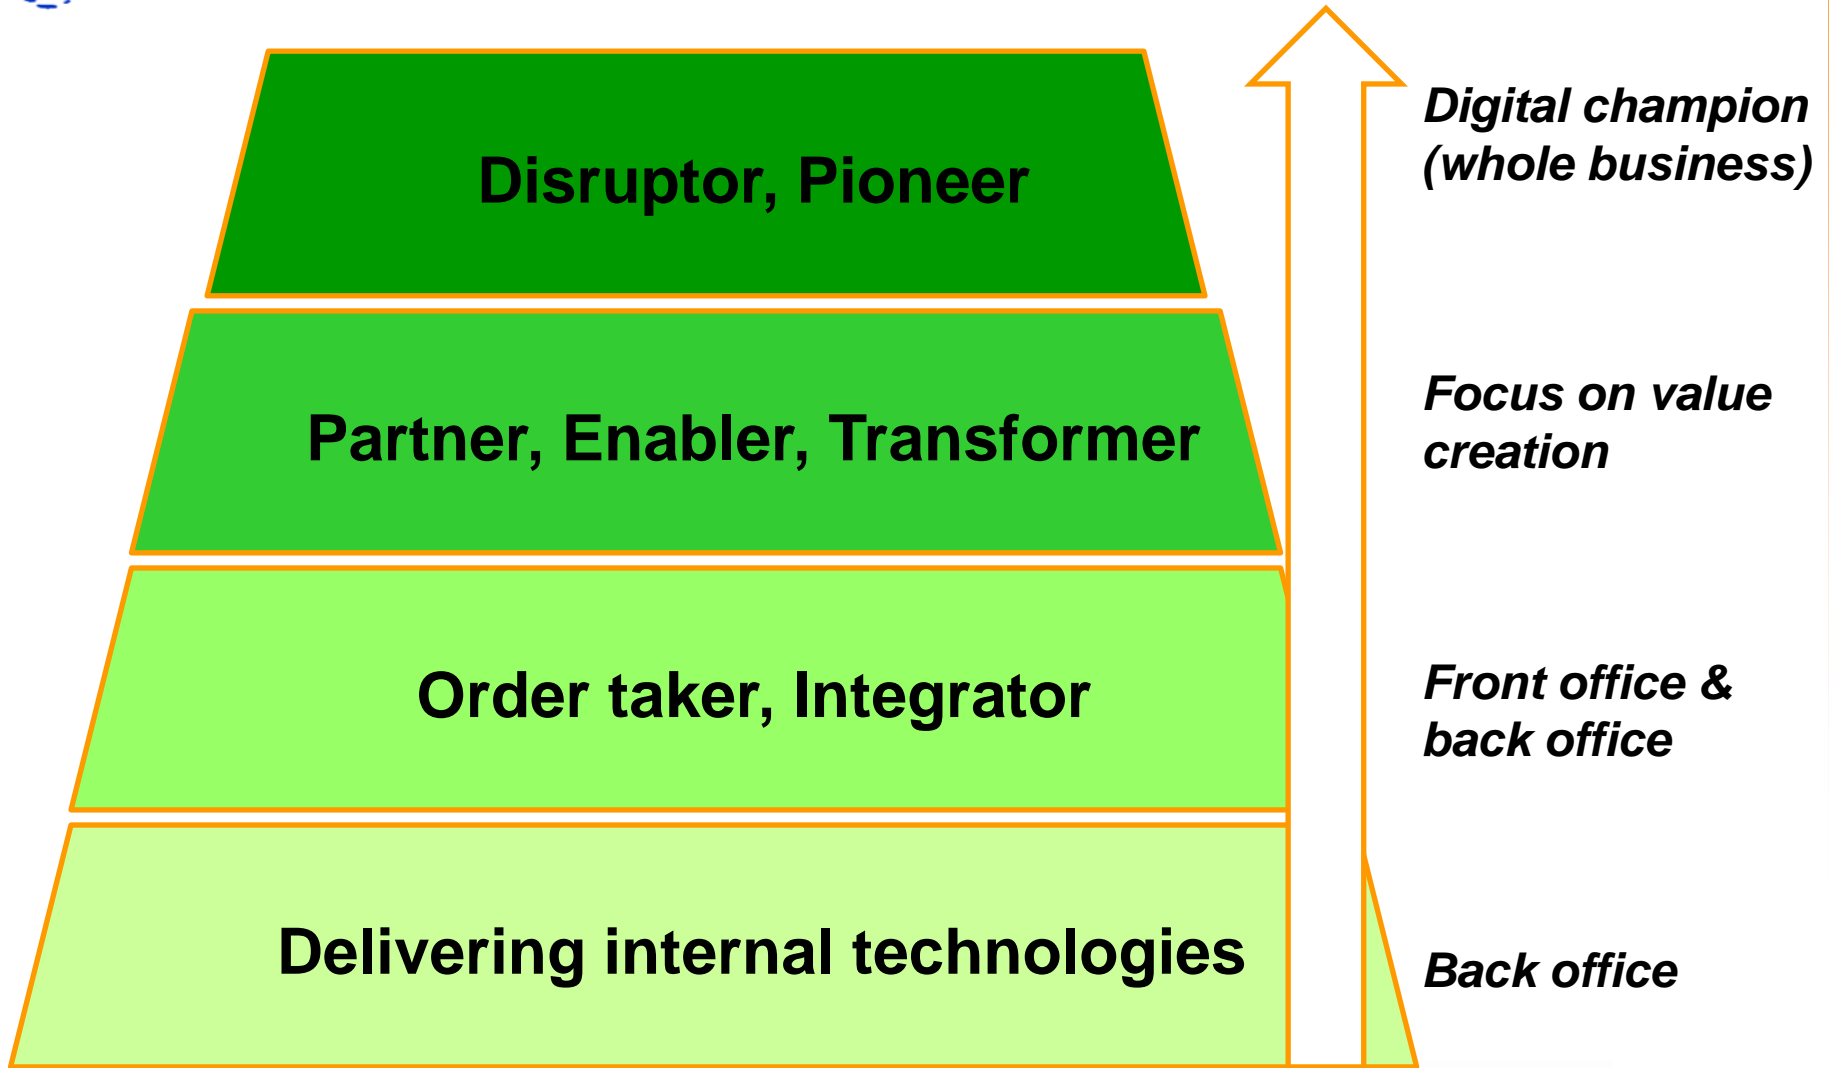 Disruptor, Pioneer
Digital champion
(whole business)
Partner, Enabler, Transformer
Focus on value
creation
Order taker, Integrator
Front office &
back office
Delivering internal technologies
Back office